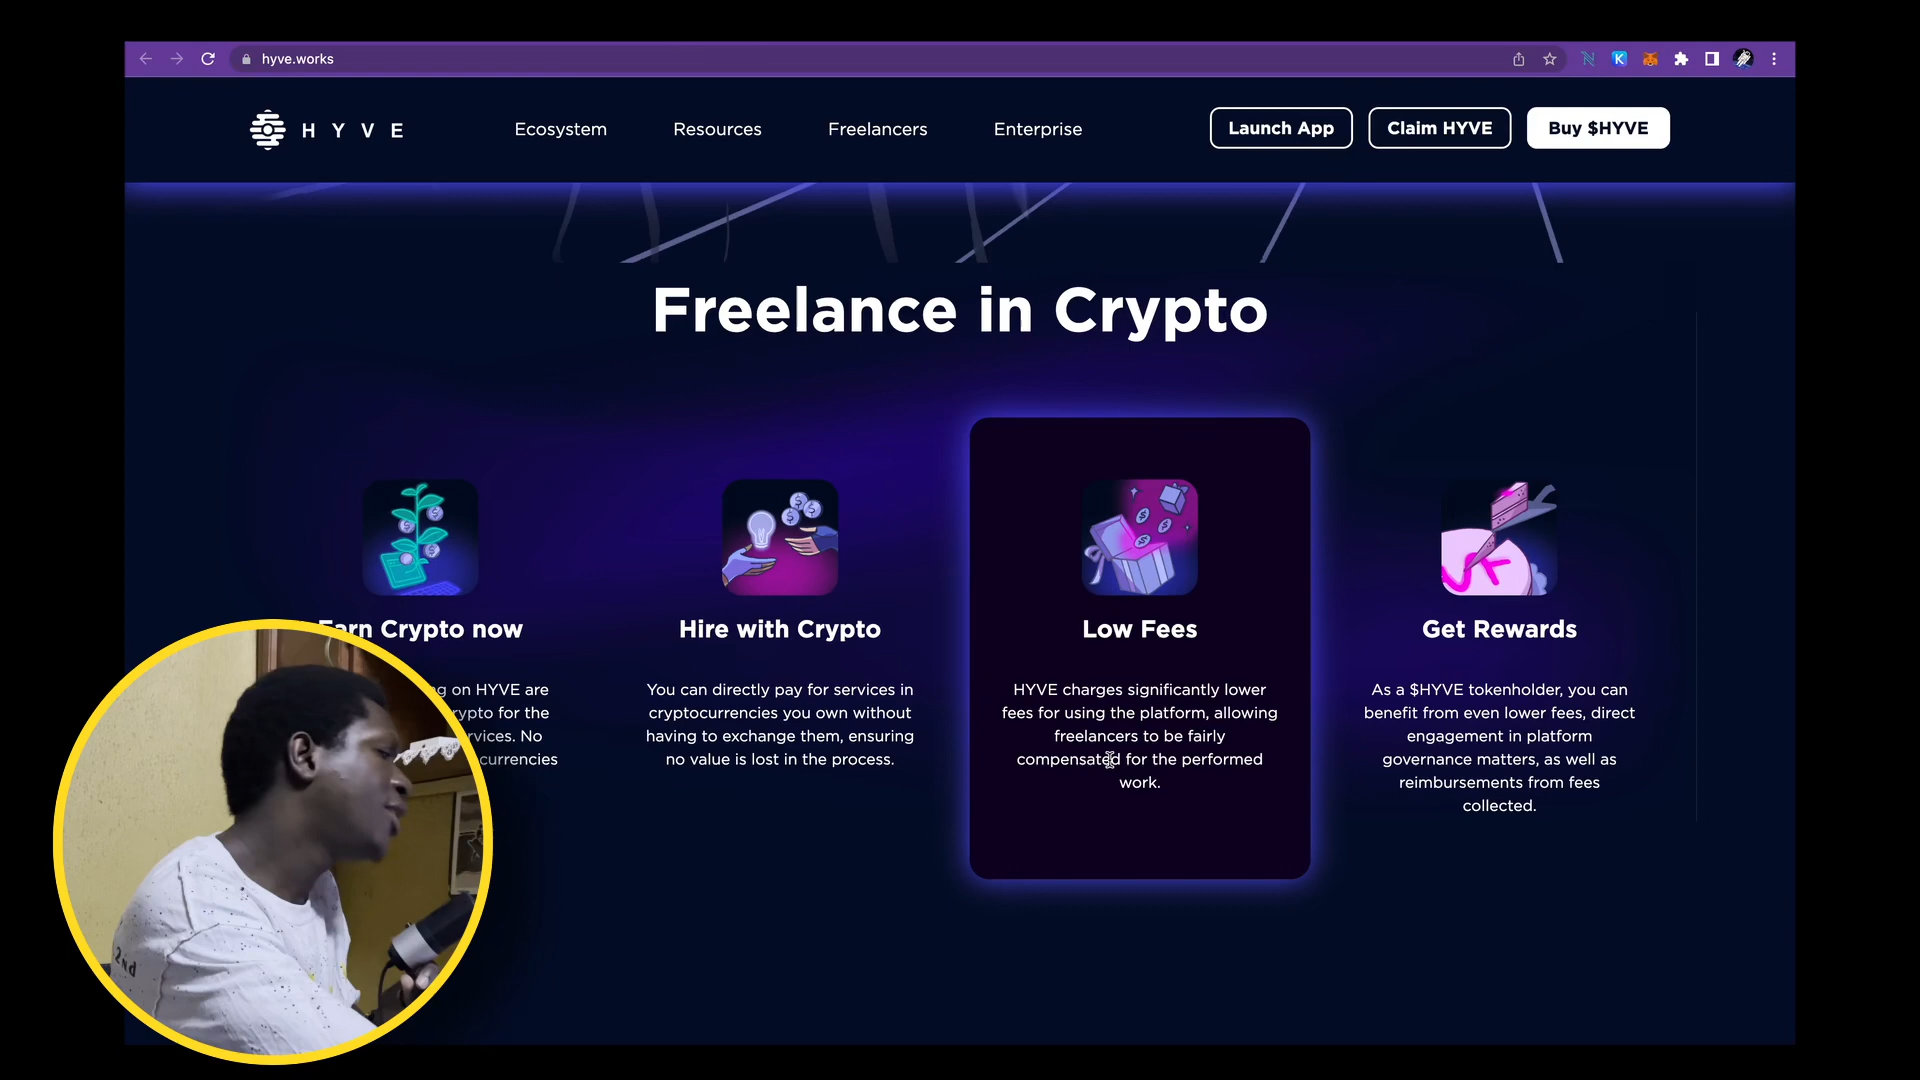 hyve.works
HYVE
Ecosystem
Resources
Freelancers
Enterprise
Launch App
Claim HYVE
Buy $HYVE
Freelance in Crypto
Earn Crypto now
on HYVE are
for the
No
currencies
Hire with Crypto
You can directly pay for services in
cryptocurrencies you own without
having to exchange them, ensuring
no value is lost in the process.
Low Fees
HYVE charges significantly lower
fees for using the platform, allowing
freelancers to be fairly
compensated for the performed
work.
Get Rewards
As a $HYVE tokenholder, you can
benefit from even lower fees, direct
engagement in platform
governance matters, as well as
reimbursements from fees
collected.
2nd